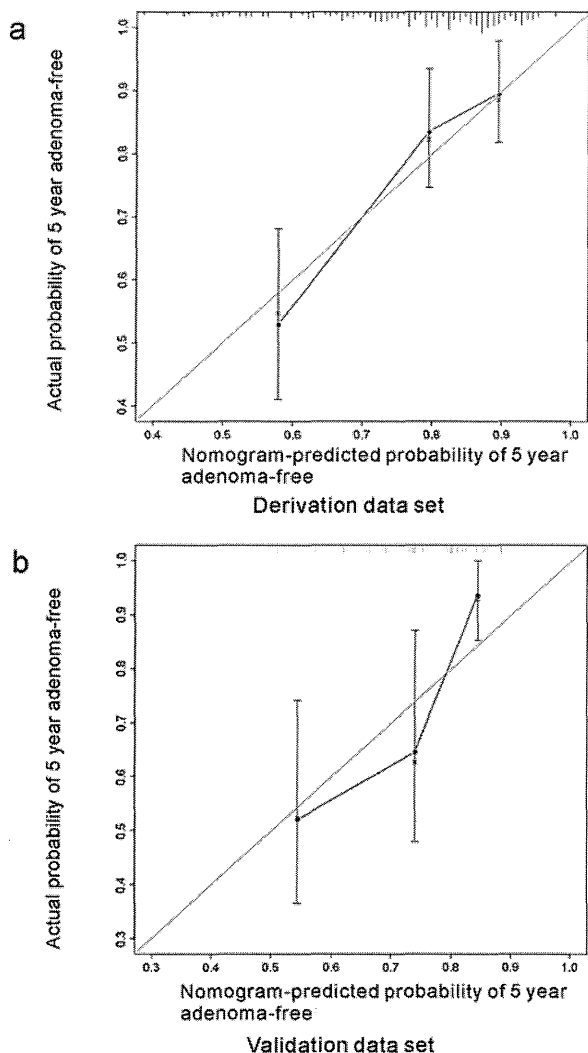 a
Actual probability of 5 year adenoma-free
1.0
0.9
0.8
0.7
0.6
0.5
0.4
0.4 0.5 0.6 0.7 0.8 0.9 1.0
Nomogram-predicted probability of 5 year
adenoma-free
Derivation data set
b
Actual probability of 5 year adenoma-free
1.0
0.9
0.8
0.7
0.6
0.5
0.4
0.3
0.3 0.4 0.5 0.6 0.7 0.8 0.9 1.0
Nomogram-predicted probability of 5 year
adenoma-free
Validation data set